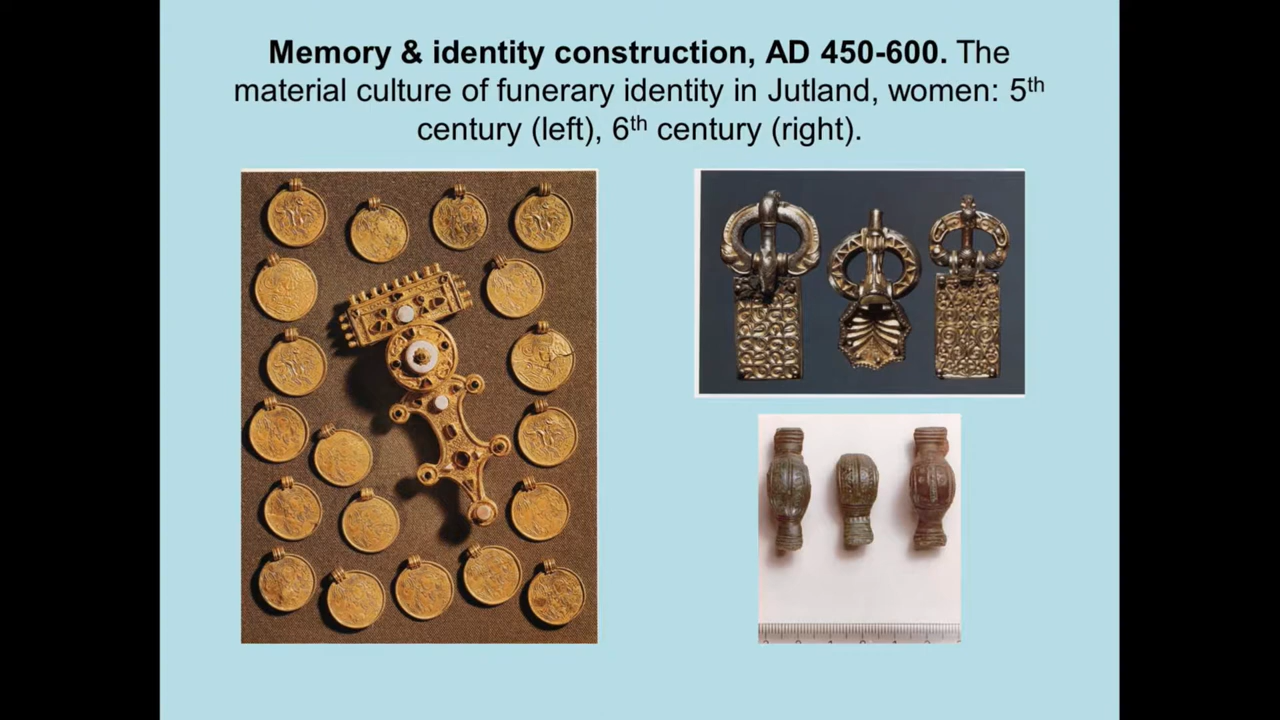 Memory & identity construction, AD 450-600. The
material culture of funerary identity in Jutland, women: 5th
century (left), 6th century (right).